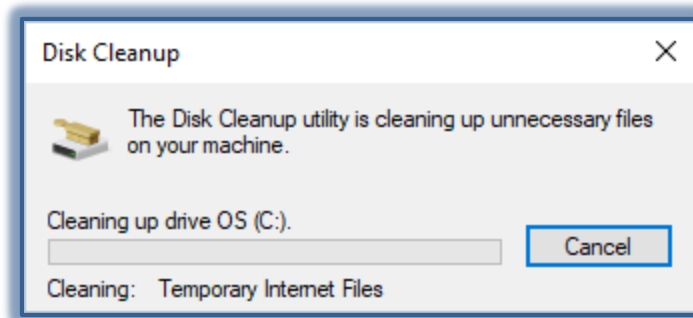 Disk Cleanup
The Disk Cleanup utility is cleaning up unnecessary files
on your machine.
Cleaning up drive OS (C:).
Cancel
Cleaning: Temporary Internet Files